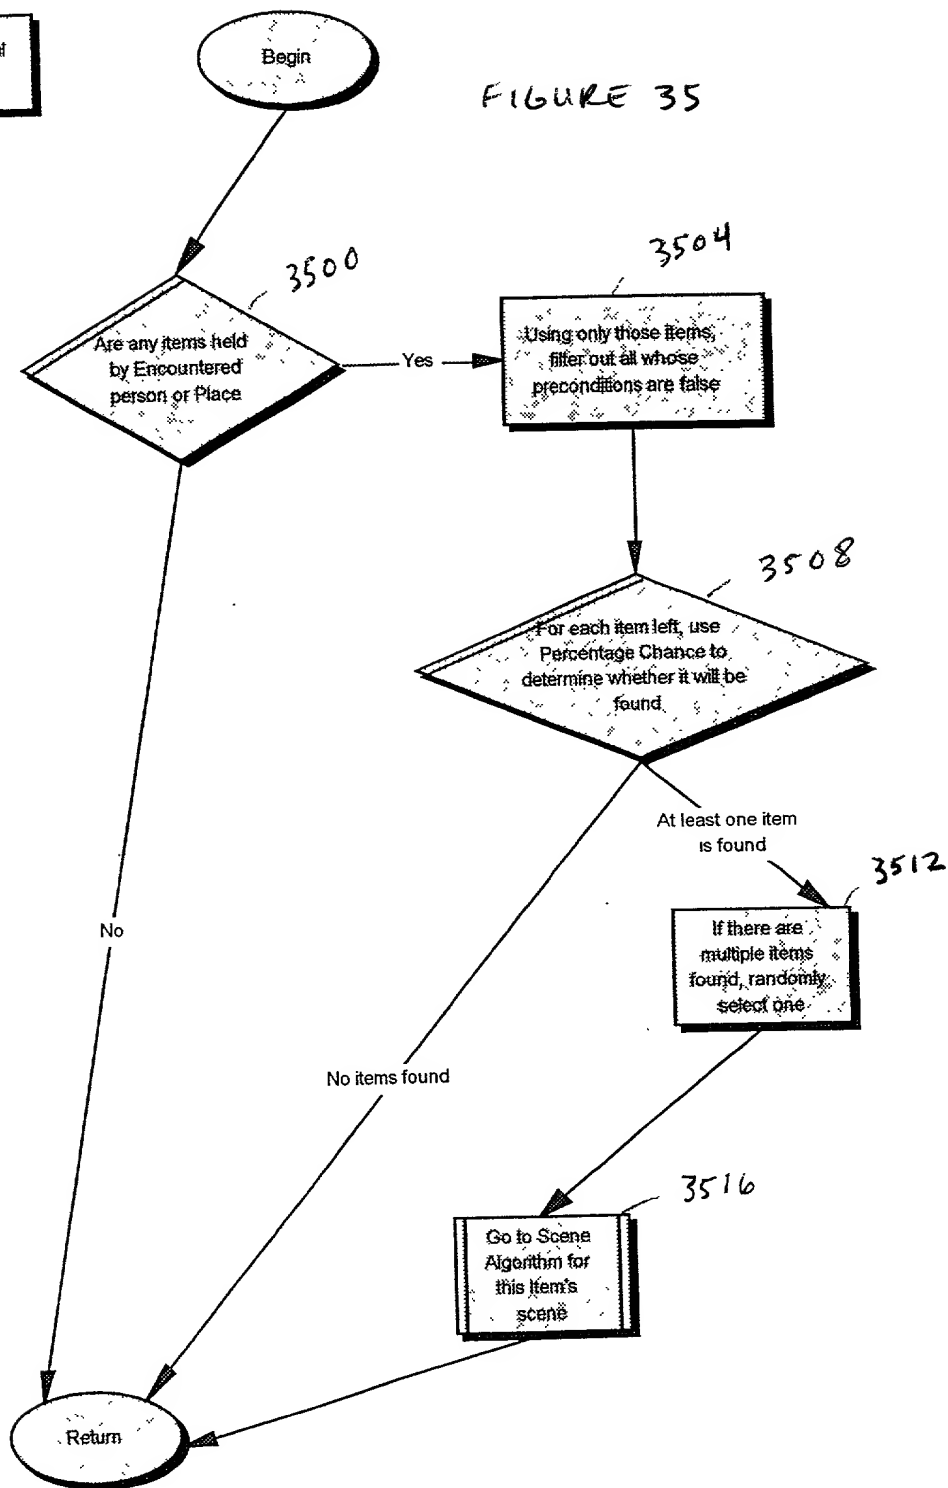 Begin
FIGURE 35
3500
Are any items held
by Encountered
person or Place
Yes
3504
Using only those items,
filter out all whose
preconditions are false
3508
For each item left, use
Percentage Chance to
determine whether it will be
found
At least one item
is found
3512
If there are
multiple items
found, randomly
select one
No
No items found
3516
Go to Scene
Algorithm for
this Item's
scene
Return